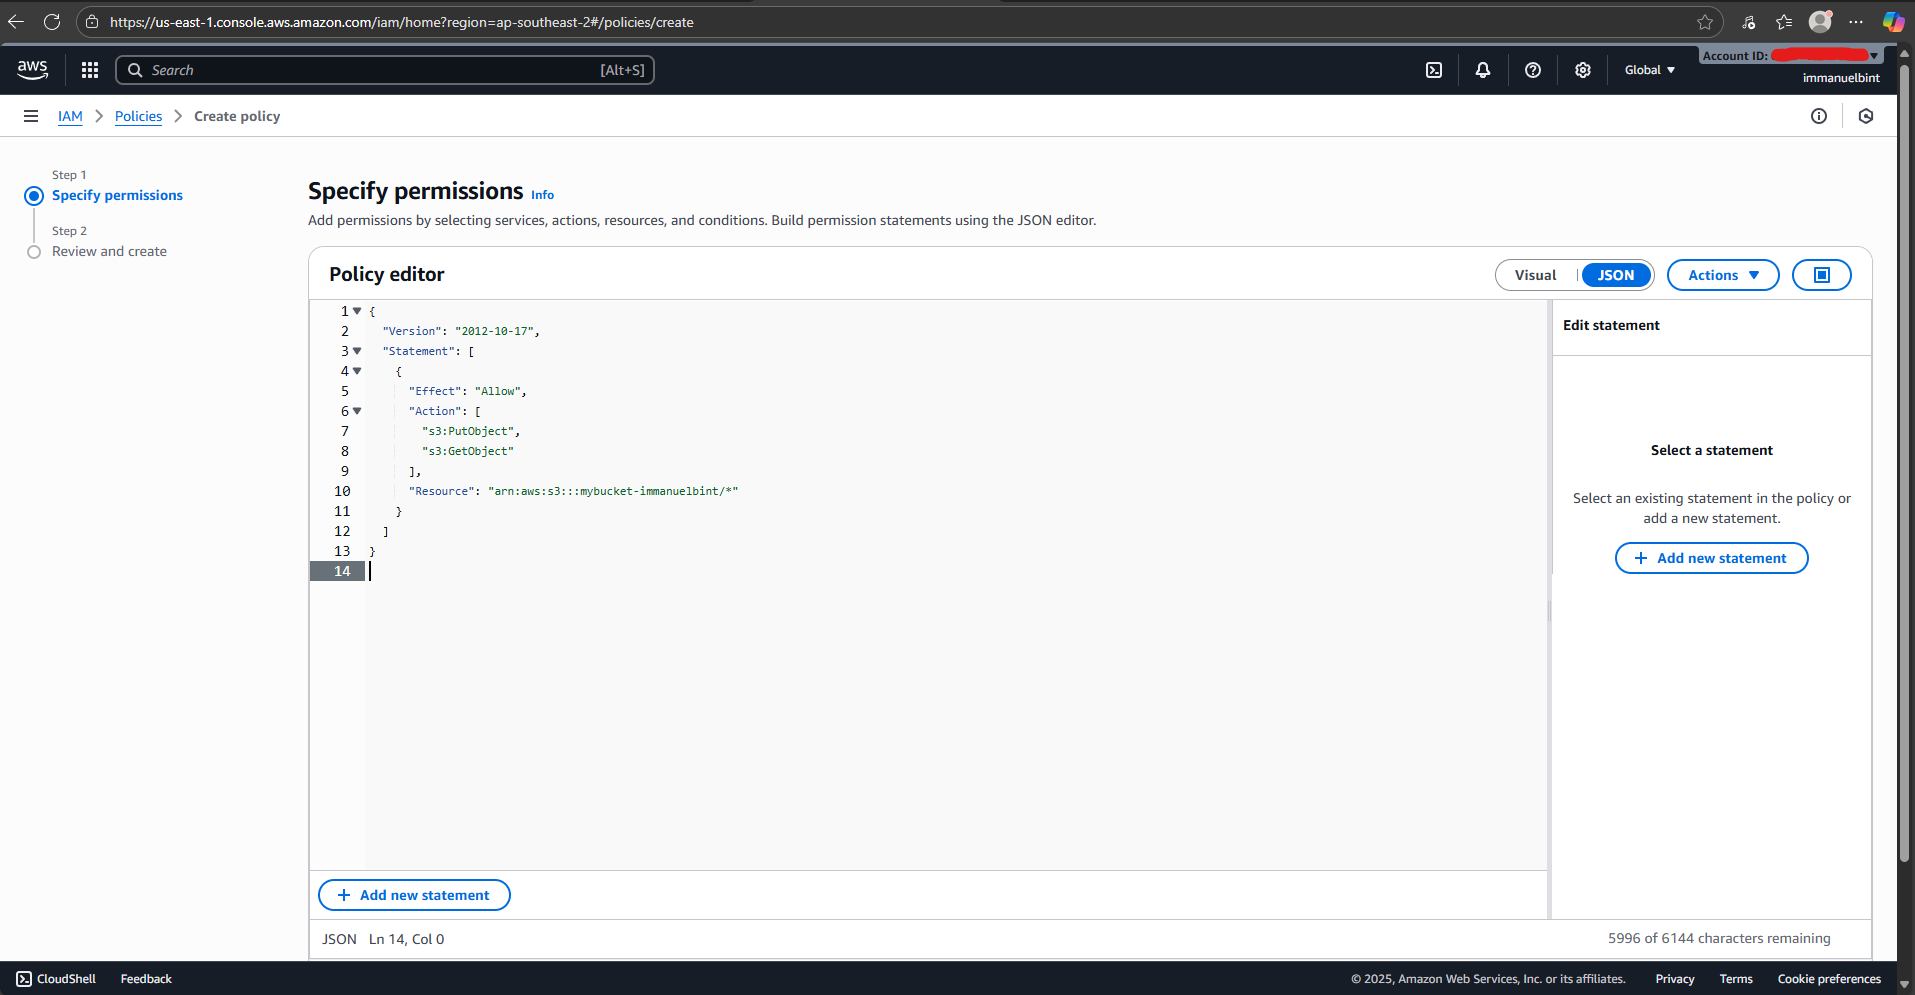 https://us-east-1.console.aws.amazon.com/iam/home?region=ap-southeast-2#/policies/create
aws
Search
[Alt+S]
Global
Account ID:
immanuelbint
IAM
Policies
Create policy
Step 1
Specify permissions
Step 2
Review and create
Specify permissions Info
Add permissions by selecting services, actions, resources, and conditions. Build permission statements using the JSON editor.
Policy editor
Visual
JSON
Actions
1 {
2 "Version": "2012-10-17",
3 "Statement": [
4 {
5 "Effect": "Allow",
6 "Action": [
7 "s3:PutObject",
8 "s3:GetObject"
9 ],
10 "Resource": "arn:aws:s3:::mybucket-immanuelbint/*"
11 }
12 ]
13 }
14
Edit statement
Select a statement
Select an existing statement in the policy or
add a new statement.
+ Add new statement
+ Add new statement
JSON Ln 14, Col 0
5996 of 6144 characters remaining
CloudShell
Feedback
© 2025, Amazon Web Services, Inc. or its affiliates.
Privacy
Terms
Cookie preferences